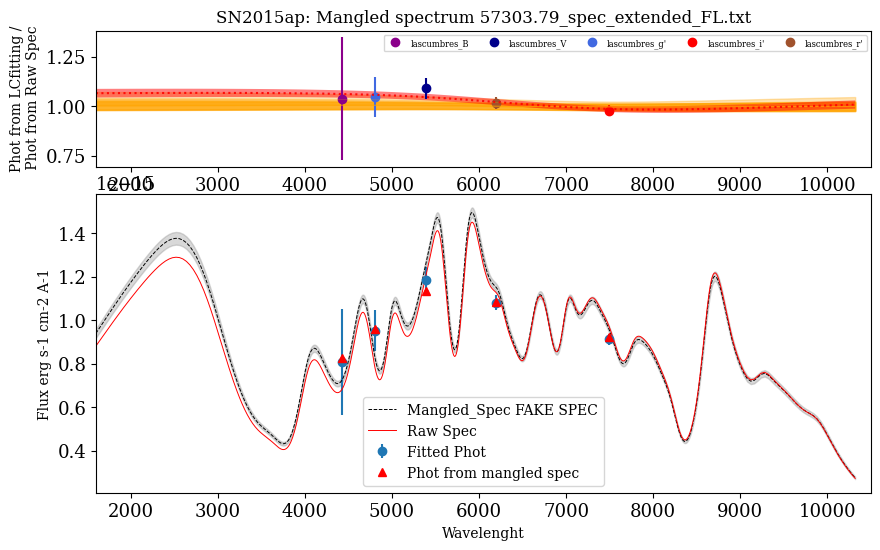 SN2015ap: Mangled spectrum 57303.79_spec_extended_FL.txt
Phot from LCfitting /
Phot from Raw Spec
1.25
1.00
0.75
lascumbres_B
lascumbres_V
lascumbres_g'
lascumbres_i'
lascumbres_r'
2000 3000 4000 5000 6000 7000 8000 9000 10000
1e−15
Flux erg s-1 cm-2 A-1
1.4
1.2
1.0
0.8
0.6
0.4
Mangled_Spec FAKE SPEC
Raw Spec
Fitted Phot
Phot from mangled spec
2000 3000 4000 5000 6000 7000 8000 9000 10000
Wavelenght